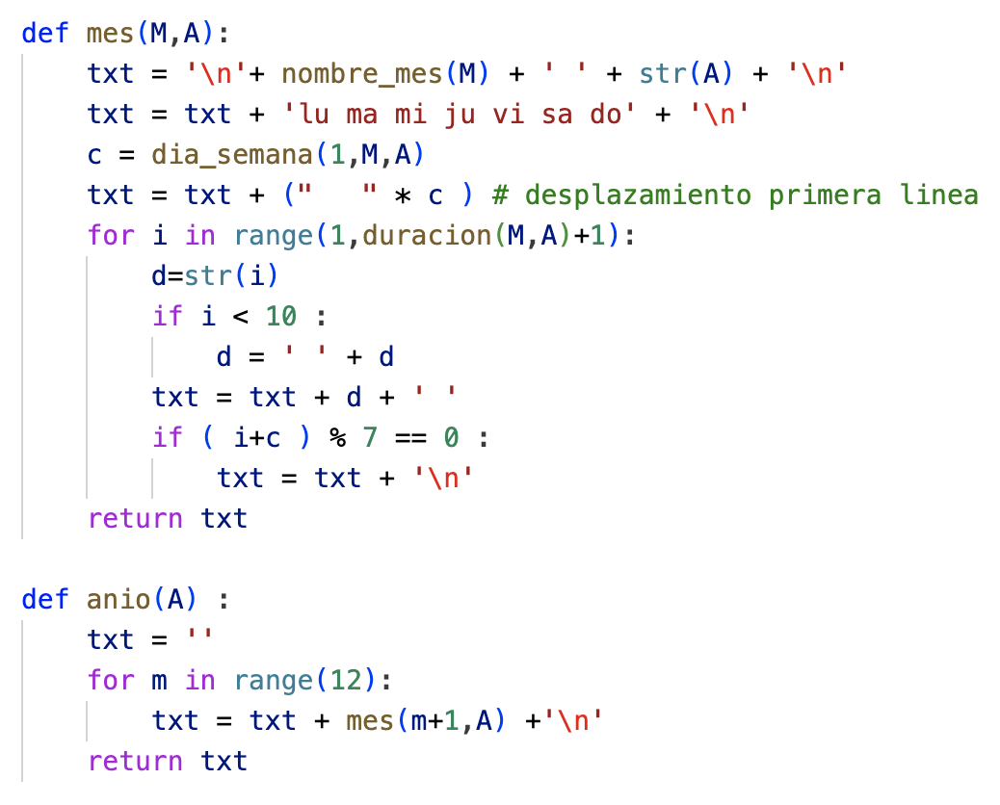 def mes(M,A):
    txt = '\n'+ nombre_mes(M) + ' ' + str(A) + '\n'
    txt = txt + 'lu ma mi ju vi sa do' + '\n'
    c = dia_semana(1,M,A)
    txt = txt + ("   " * c ) # desplazamiento primera linea
    for i in range(1,duracion(M,A)+1):
        d=str(i)
        if i < 10 :
            d = ' ' + d
        txt = txt + d + ' '
        if ( i+c ) % 7 == 0 :
            txt = txt + '\n'
    return txt

def anio(A) :
    txt = ''
    for m in range(12):
        txt = txt + mes(m+1,A) +'\n'
    return txt